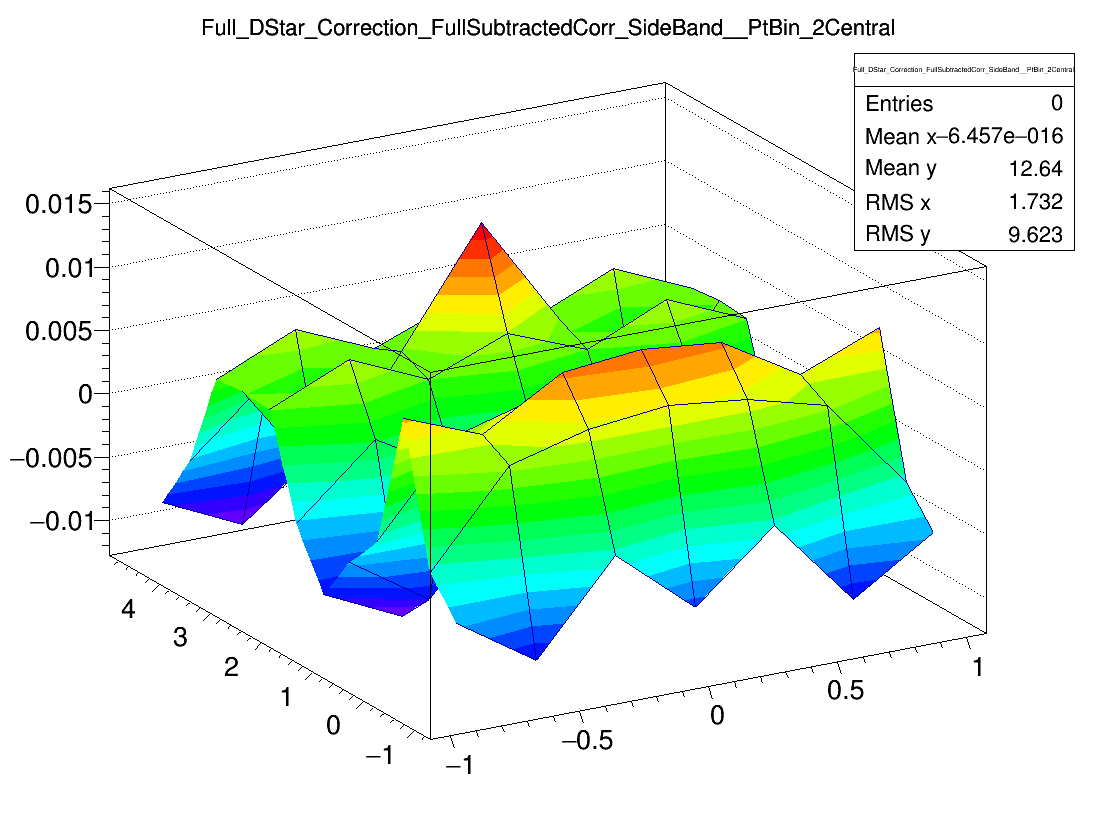 Full_DStar_Correction_FullSubtractedCorr_SideBand__PtBin_2Central
Full_DStar_Correction_FullSubtractedCorr_SideBand__PtBin_2Central
Entries 0
Mean x −6.457e−016
Mean y 12.64
RMS x 1.732
RMS y 9.623
0.015
0.01
0.005
0
−0.005
−0.01
4
3
2
1
0
−1
−1
−0.5
0
0.5
1